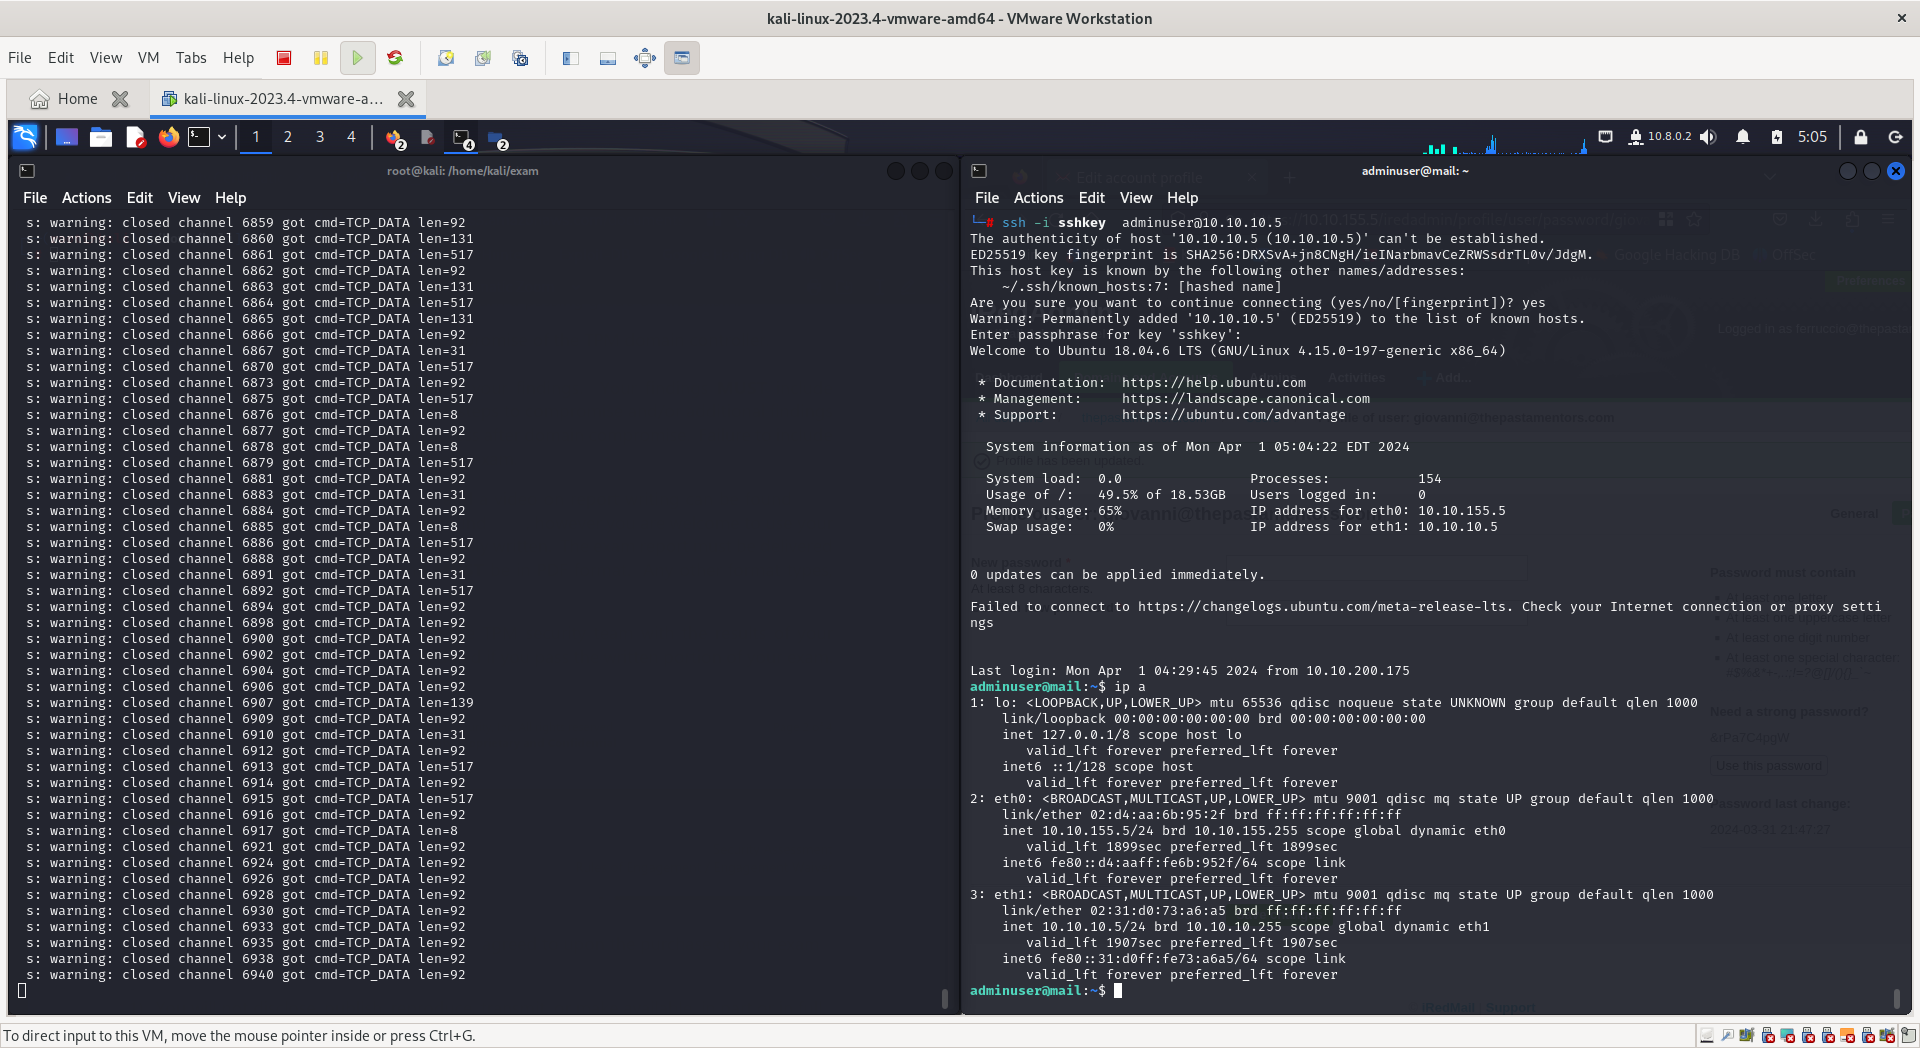 kali-linux-2023.4-vmware-amd64 - VMware Workstation
File Edit View VM Tabs Help
Home kali-linux-2023.4-vmware-a...
1 2 3 4 2 4 2 10.8.0.2 5:05
root@kali: /home/kali/exam
File Actions Edit View Help
s: warning: closed channel 6859 got cmd=TCP_DATA len=92
s: warning: closed channel 6860 got cmd=TCP_DATA len=131
s: warning: closed channel 6861 got cmd=TCP_DATA len=517
s: warning: closed channel 6862 got cmd=TCP_DATA len=92
s: warning: closed channel 6863 got cmd=TCP_DATA len=131
s: warning: closed channel 6864 got cmd=TCP_DATA len=517
s: warning: closed channel 6865 got cmd=TCP_DATA len=131
s: warning: closed channel 6866 got cmd=TCP_DATA len=92
s: warning: closed channel 6867 got cmd=TCP_DATA len=31
s: warning: closed channel 6870 got cmd=TCP_DATA len=517
s: warning: closed channel 6873 got cmd=TCP_DATA len=92
s: warning: closed channel 6875 got cmd=TCP_DATA len=517
s: warning: closed channel 6876 got cmd=TCP_DATA len=8
s: warning: closed channel 6877 got cmd=TCP_DATA len=92
s: warning: closed channel 6878 got cmd=TCP_DATA len=8
s: warning: closed channel 6879 got cmd=TCP_DATA len=517
s: warning: closed channel 6881 got cmd=TCP_DATA len=92
s: warning: closed channel 6883 got cmd=TCP_DATA len=31
s: warning: closed channel 6884 got cmd=TCP_DATA len=92
s: warning: closed channel 6885 got cmd=TCP_DATA len=8
s: warning: closed channel 6886 got cmd=TCP_DATA len=517
s: warning: closed channel 6888 got cmd=TCP_DATA len=92
s: warning: closed channel 6891 got cmd=TCP_DATA len=31
s: warning: closed channel 6892 got cmd=TCP_DATA len=517
s: warning: closed channel 6894 got cmd=TCP_DATA len=92
s: warning: closed channel 6898 got cmd=TCP_DATA len=92
s: warning: closed channel 6900 got cmd=TCP_DATA len=92
s: warning: closed channel 6902 got cmd=TCP_DATA len=92
s: warning: closed channel 6904 got cmd=TCP_DATA len=92
s: warning: closed channel 6906 got cmd=TCP_DATA len=92
s: warning: closed channel 6907 got cmd=TCP_DATA len=139
s: warning: closed channel 6909 got cmd=TCP_DATA len=92
s: warning: closed channel 6910 got cmd=TCP_DATA len=31
s: warning: closed channel 6912 got cmd=TCP_DATA len=92
s: warning: closed channel 6913 got cmd=TCP_DATA len=517
s: warning: closed channel 6914 got cmd=TCP_DATA len=92
s: warning: closed channel 6915 got cmd=TCP_DATA len=517
s: warning: closed channel 6916 got cmd=TCP_DATA len=92
s: warning: closed channel 6917 got cmd=TCP_DATA len=8
s: warning: closed channel 6921 got cmd=TCP_DATA len=92
s: warning: closed channel 6924 got cmd=TCP_DATA len=92
s: warning: closed channel 6926 got cmd=TCP_DATA len=92
s: warning: closed channel 6928 got cmd=TCP_DATA len=92
s: warning: closed channel 6930 got cmd=TCP_DATA len=92
s: warning: closed channel 6933 got cmd=TCP_DATA len=92
s: warning: closed channel 6935 got cmd=TCP_DATA len=92
s: warning: closed channel 6938 got cmd=TCP_DATA len=92
s: warning: closed channel 6940 got cmd=TCP_DATA len=92
adminuser@mail: ~
File Actions Edit View Help
└─# ssh -i sshkey adminuser@10.10.10.5
The authenticity of host '10.10.10.5 (10.10.10.5)' can't be established.
ED25519 key fingerprint is SHA256:DRXSvA+jn8CNgH/ieINarbmavCeZRWSsdrTL0v/JdgM.
This host key is known by the following other names/addresses:
~/.ssh/known_hosts:7: [hashed name]
Are you sure you want to continue connecting (yes/no/[fingerprint])? yes
Warning: Permanently added '10.10.10.5' (ED25519) to the list of known hosts.
Enter passphrase for key 'sshkey':
Welcome to Ubuntu 18.04.6 LTS (GNU/Linux 4.15.0-197-generic x86_64)
* Documentation: https://help.ubuntu.com
* Management: https://landscape.canonical.com
* Support: https://ubuntu.com/advantage
System information as of Mon Apr 1 05:04:22 EDT 2024
System load: 0.0 Processes: 154
Usage of /: 49.5% of 18.53GB Users logged in: 0
Memory usage: 65% IP address for eth0: 10.10.155.5
Swap usage: 0% IP address for eth1: 10.10.10.5
0 updates can be applied immediately.
Failed to connect to https://changelogs.ubuntu.com/meta-release-lts. Check your Internet connection or proxy setti
ngs
Last login: Mon Apr 1 04:29:45 2024 from 10.10.200.175
adminuser@mail:~$ ip a
1: lo: <LOOPBACK,UP,LOWER_UP> mtu 65536 qdisc noqueue state UNKNOWN group default qlen 1000
link/loopback 00:00:00:00:00:00 brd 00:00:00:00:00:00
inet 127.0.0.1/8 scope host lo
valid_lft forever preferred_lft forever
inet6 ::1/128 scope host
valid_lft forever preferred_lft forever
2: eth0: <BROADCAST,MULTICAST,UP,LOWER_UP> mtu 9001 qdisc mq state UP group default qlen 1000
link/ether 02:d4:aa:6b:95:2f brd ff:ff:ff:ff:ff:ff
inet 10.10.155.5/24 brd 10.10.155.255 scope global dynamic eth0
valid_lft 1899sec preferred_lft 1899sec
inet6 fe80::d4:aaff:fe6b:952f/64 scope link
valid_lft forever preferred_lft forever
3: eth1: <BROADCAST,MULTICAST,UP,LOWER_UP> mtu 9001 qdisc mq state UP group default qlen 1000
link/ether 02:31:d0:73:a6:a5 brd ff:ff:ff:ff:ff:ff
inet 10.10.10.5/24 brd 10.10.10.255 scope global dynamic eth1
valid_lft 1907sec preferred_lft 1907sec
inet6 fe80::31:d0ff:fe73:a6a5/64 scope link
valid_lft forever preferred_lft forever
adminuser@mail:~$
To direct input to this VM, move the mouse pointer inside or press Ctrl+G.